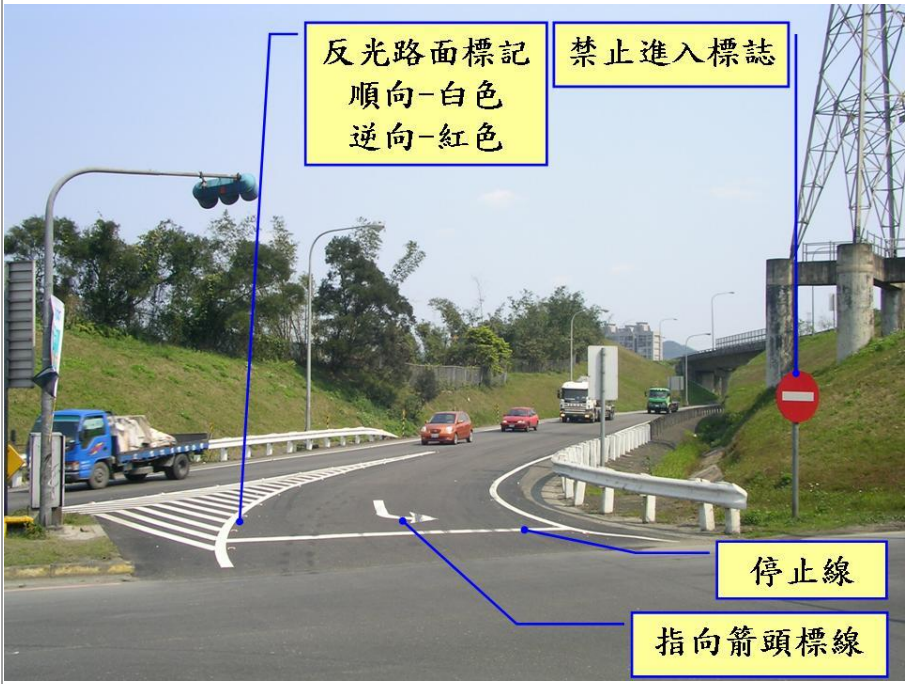 反光路面標記
順向-白色
逆向-紅色
禁止進入標誌
停止線
指向箭頭標線